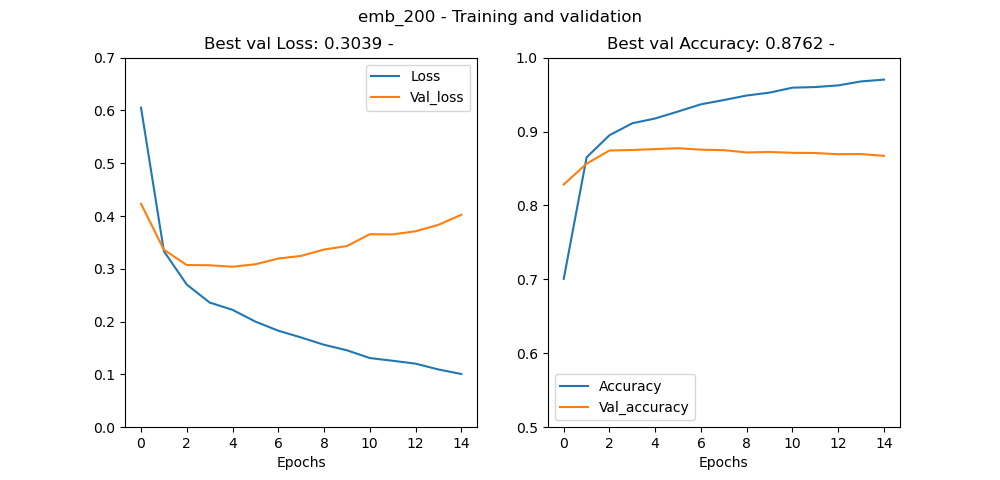 emb_200 - Training and validation
Best val Loss: 0.3039 -
0.7
0.6
0.5
0.4
0.3
0.2
0.1
0.0
Loss
Val_loss
0 2 4 6 8 10 12 14
Epochs
Best val Accuracy: 0.8762 -
1.0
0.9
0.8
0.7
0.6
0.5
Accuracy
Val_accuracy
0 2 4 6 8 10 12 14
Epochs